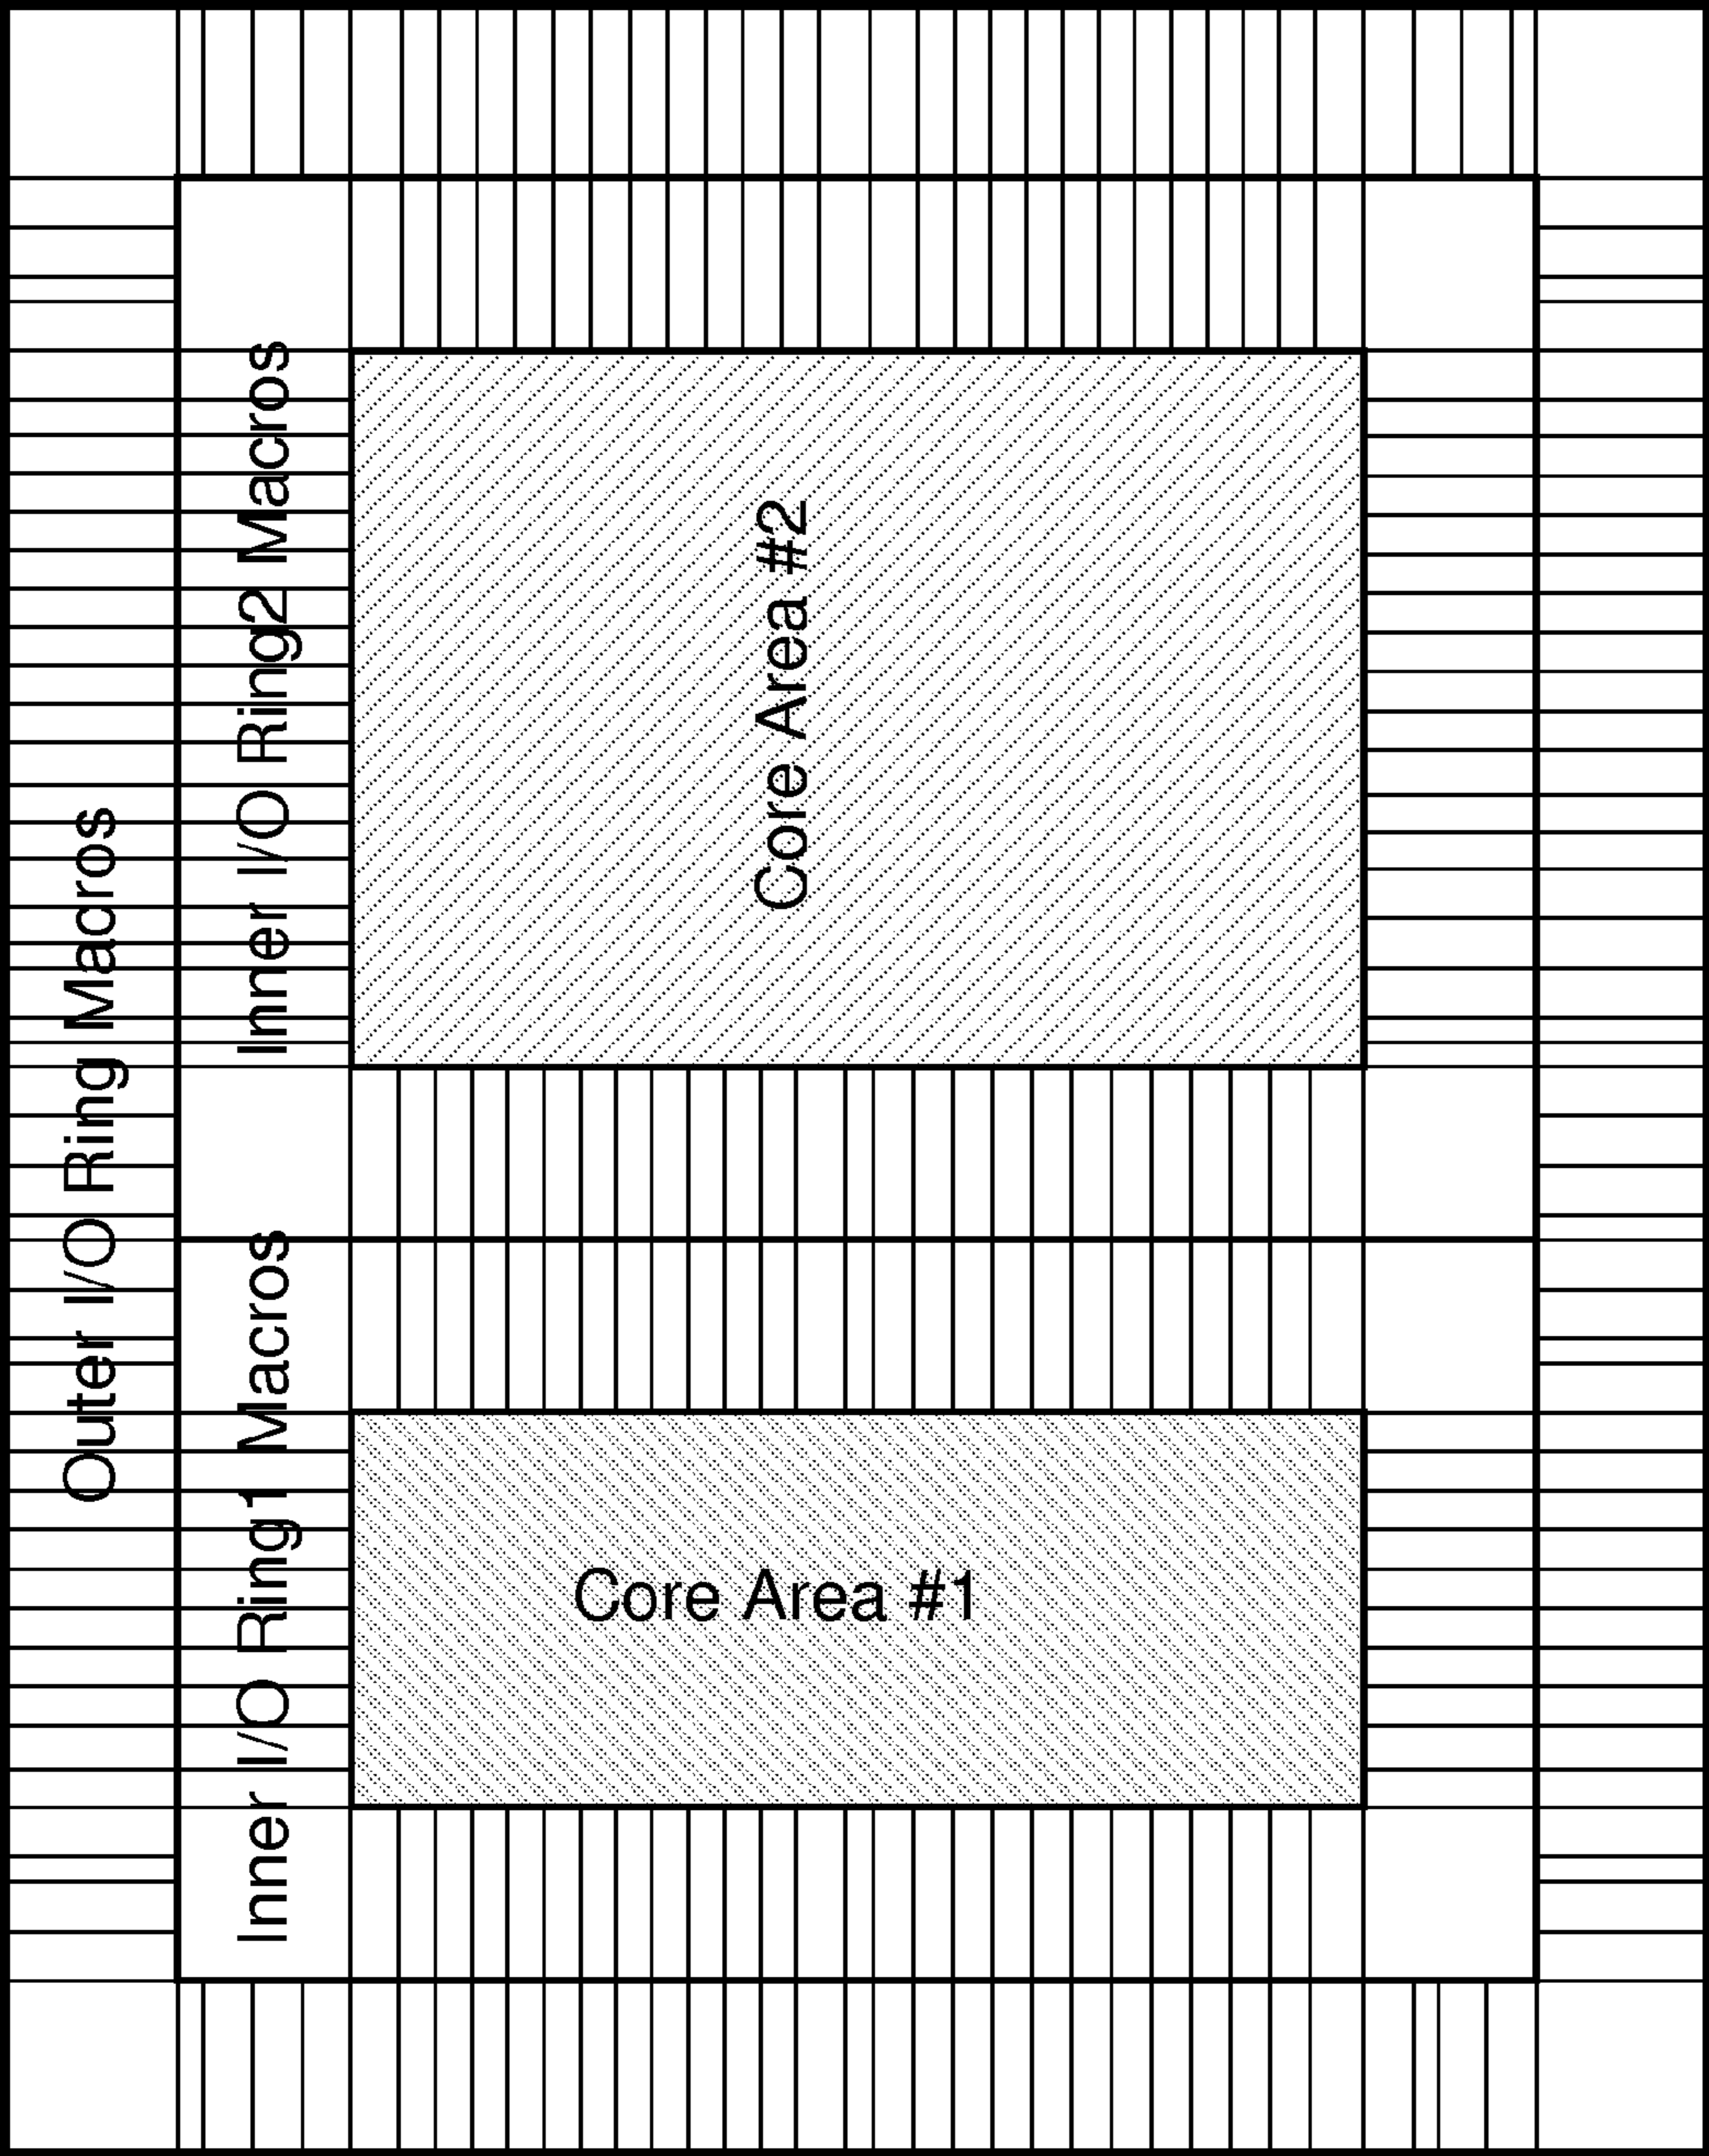 Outer I/O Ring Macros
Inner I/O Ring2 Macros
Core Area #2
Inner I/O Ring1 Macros
Core Area #1